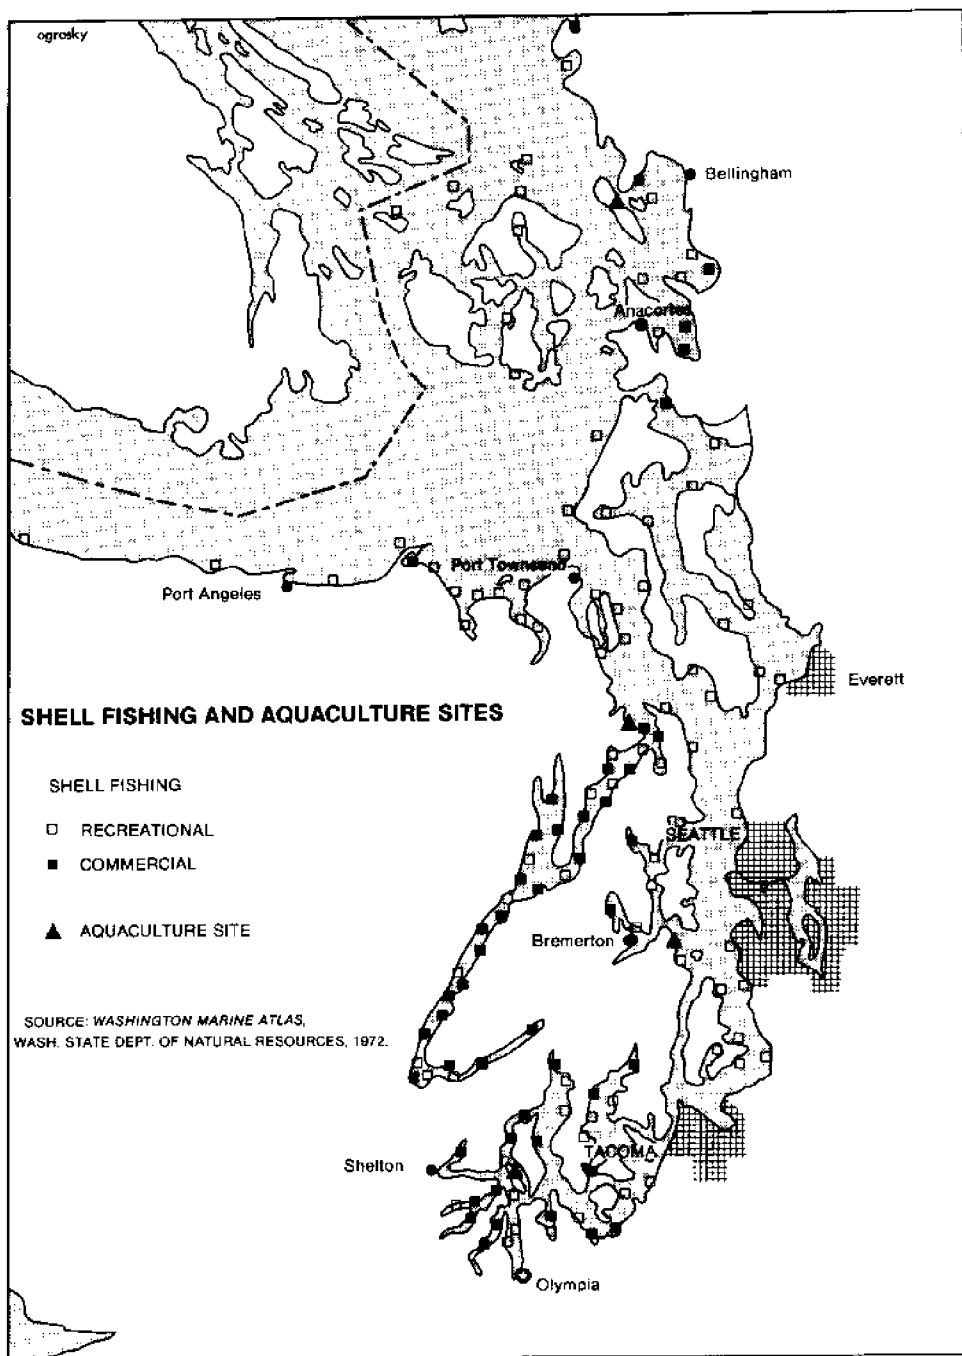 ogrosky
Bellingham
Anacortes
Port Townsend
Port Angeles
Everett
SHELL FISHING AND AQUACULTURE SITES
SHELL FISHING
RECREATIONAL
COMMERCIAL
SEATTLE
AQUACULTURE SITE
Bremerton
SOURCE: WASHINGTON MARINE ATLAS,
WASH. STATE DEPT. OF NATURAL RESOURCES, 1972.
TACOMA
Shelton
Olympia